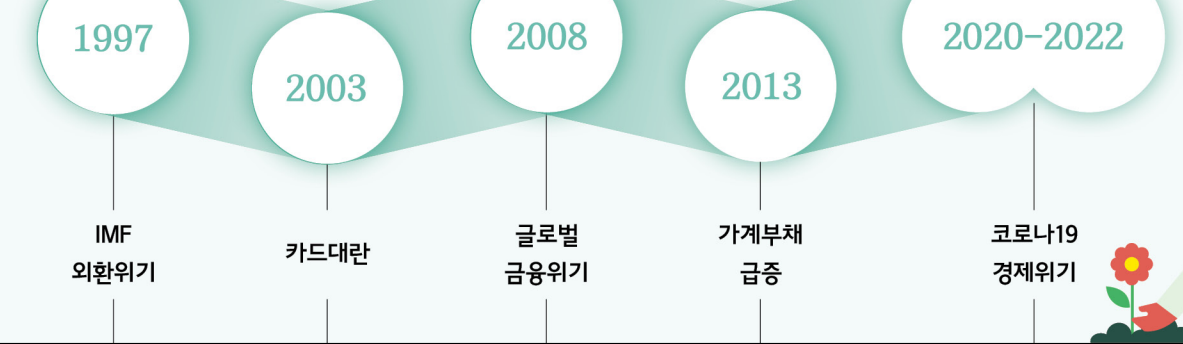 1997
2003
2008
2013
2020-2022
IMF
외환위기
카드대란
글로벌
금융위기
가계부채
급증
코로나19
경제위기